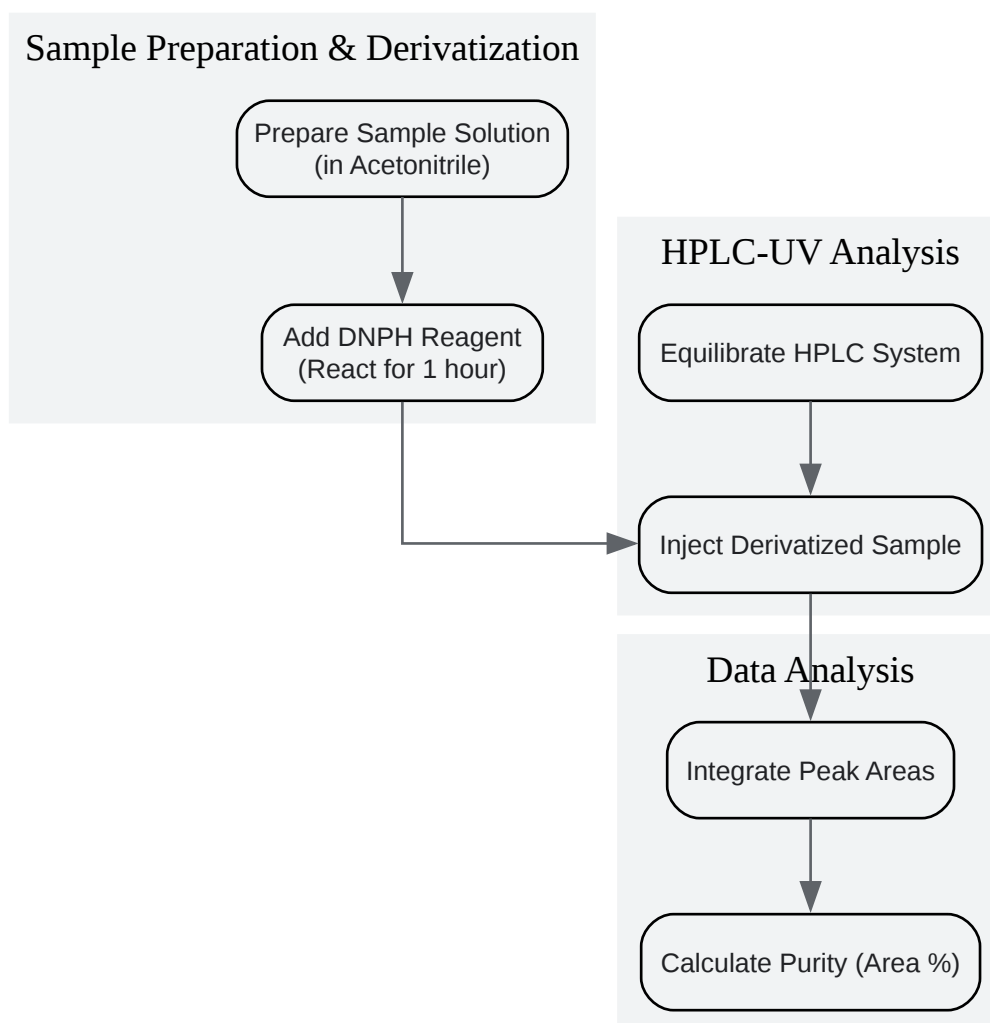 Sample Preparation & Derivatization
Prepare Sample Solution
(in Acetonitrile)
Add DNPH Reagent
(React for 1 hour)
HPLC-UV Analysis
Equilibrate HPLC System
Inject Derivatized Sample
Data Analysis
Integrate Peak Areas
Calculate Purity (Area %)